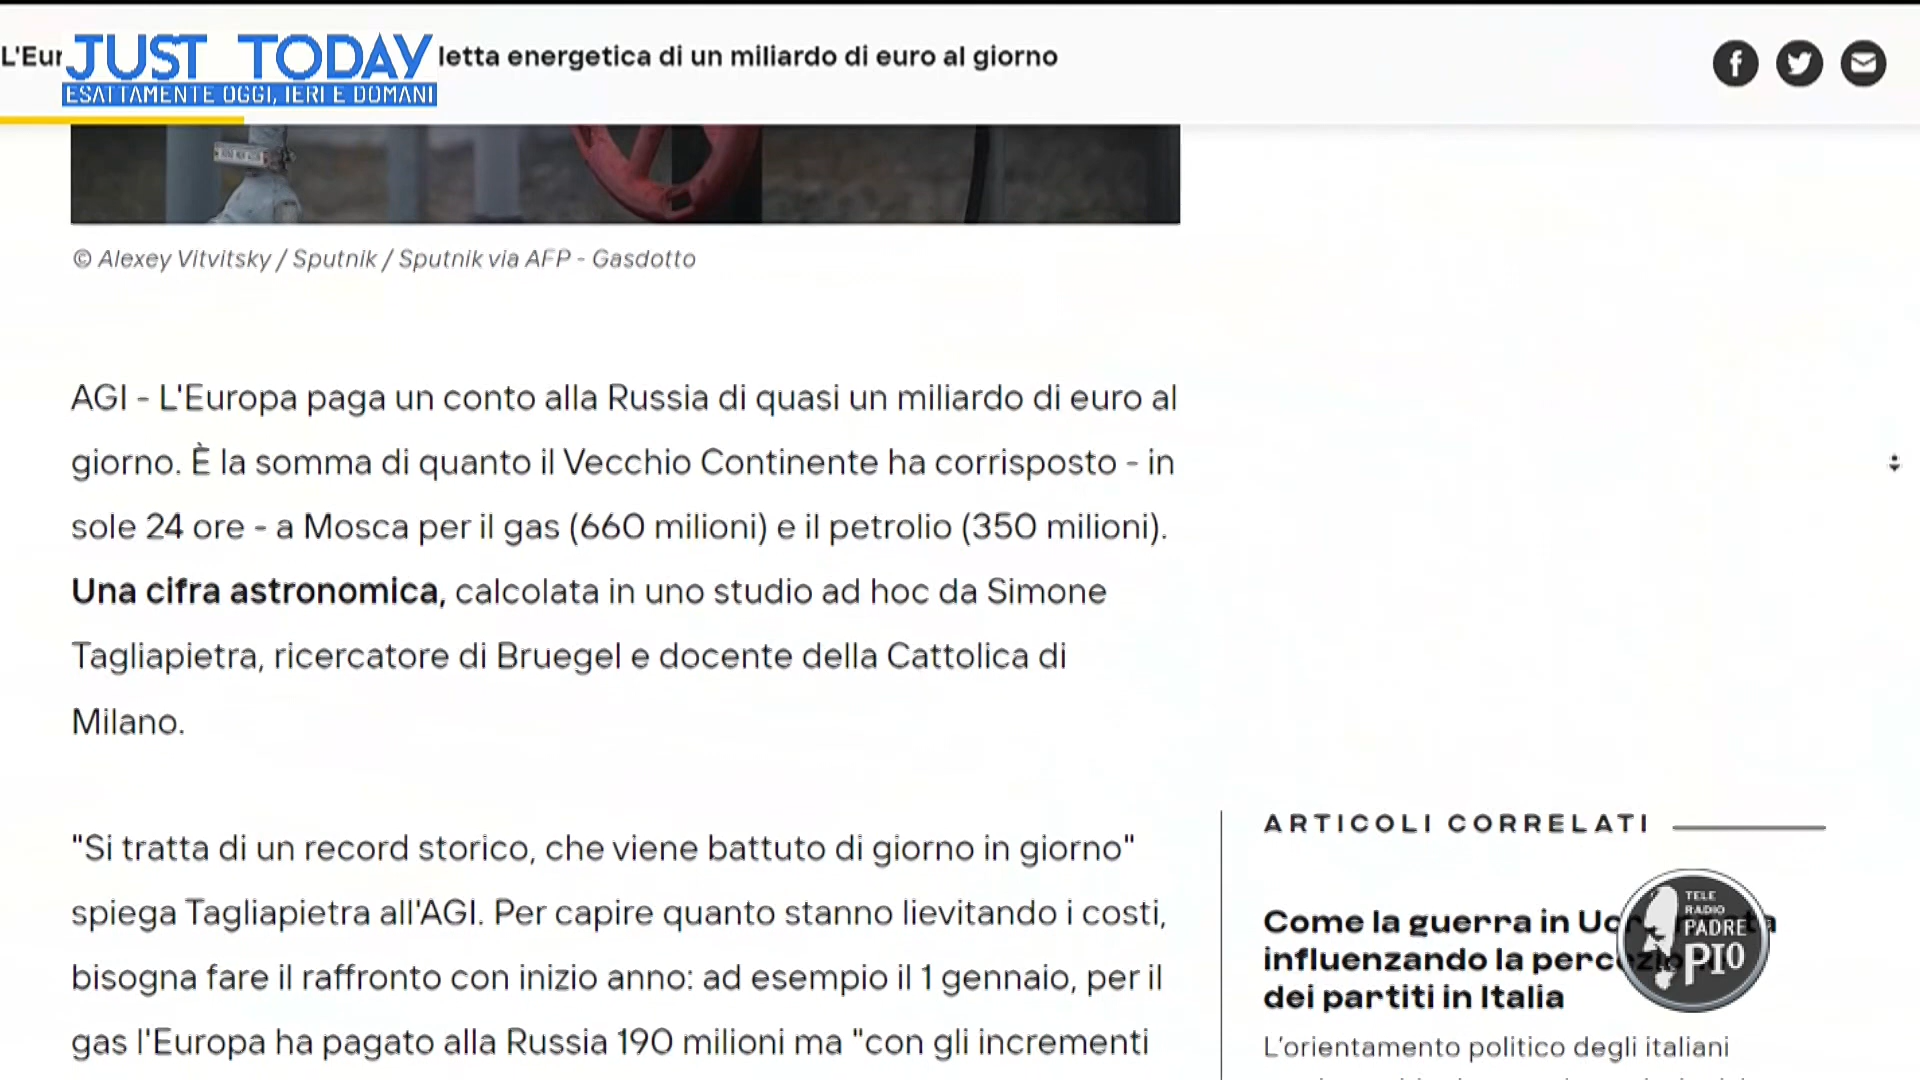 L'Eur
JUST TODAY
ESATTAMENTE OGGI, IERI E DOMANI
letta energetica di un miliardo di euro al giorno
© Alexey Vitvitsky / Sputnik / Sputnik via AFP - Gasdotto
AGI - L'Europa paga un conto alla Russia di quasi un miliardo di euro al
giorno. È la somma di quanto il Vecchio Continente ha corrisposto - in
sole 24 ore - a Mosca per il gas (660 milioni) e il petrolio (350 milioni).
Una cifra astronomica, calcolata in uno studio ad hoc da Simone
Tagliapietra, ricercatore di Bruegel e docente della Cattolica di
Milano.
"Si tratta di un record storico, che viene battuto di giorno in giorno"
spiega Tagliapietra all'AGI. Per capire quanto stanno lievitando i costi,
bisogna fare il raffronto con inizio anno: ad esempio il 1 gennaio, per il
gas l'Europa ha pagato alla Russia 190 milioni ma "con gli incrementi
ARTICOLI CORRELATI
Come la guerra in
influenzando la
dei partiti in Italia
L'orientamento politico degli italiani
TELE
RADIO
PADRE
PIO